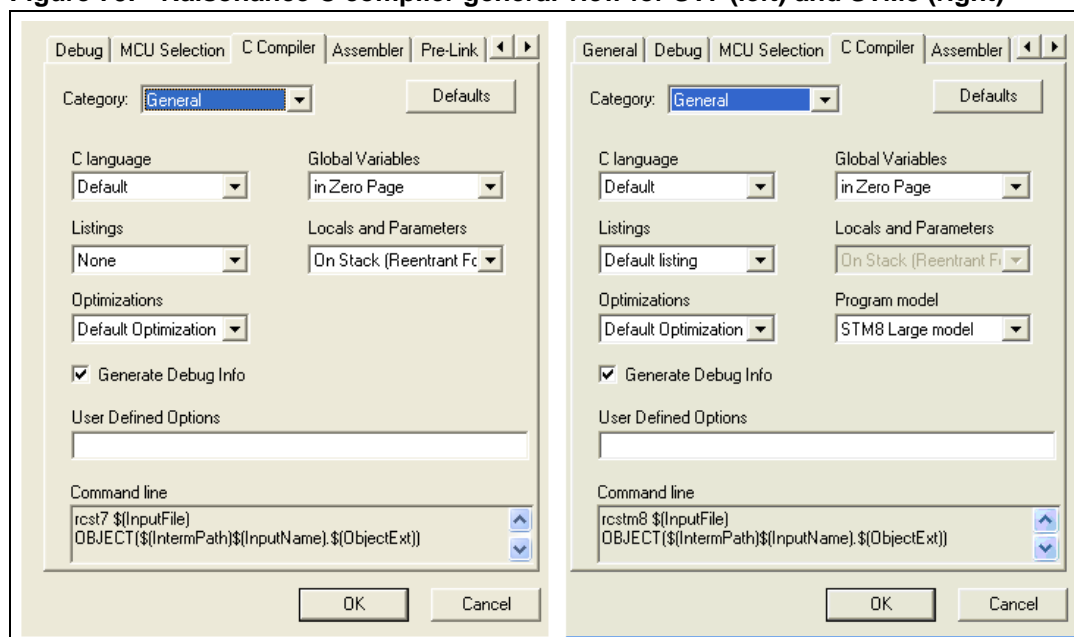 Raisonance C compiler general view for ST7 (left) and STM8 (right)
Debug MCU Selection C Compiler Assembler Pre-Link
Category: General Defaults
C language Global Variables
Default in Zero Page
Listings Locals and Parameters
None On Stack (Reentrant Fc
Optimizations
Default Optimization
Generate Debug Info
User Defined Options
Command line
rcst7 $(InputFile)
OBJECT($(IntermPath)$(InputName).$(ObjectExt))
OK Cancel
General Debug MCU Selection C Compiler Assembler
Category: General Defaults
C language Global Variables
Default in Zero Page
Listings Locals and Parameters
Default listing On Stack (Reentrant F
Optimizations Program model
Default Optimization STM8 Large model
Generate Debug Info
User Defined Options
Command line
rcstm8 $(InputFile)
OBJECT($(IntermPath)$(InputName).$(ObjectExt))
OK Cancel